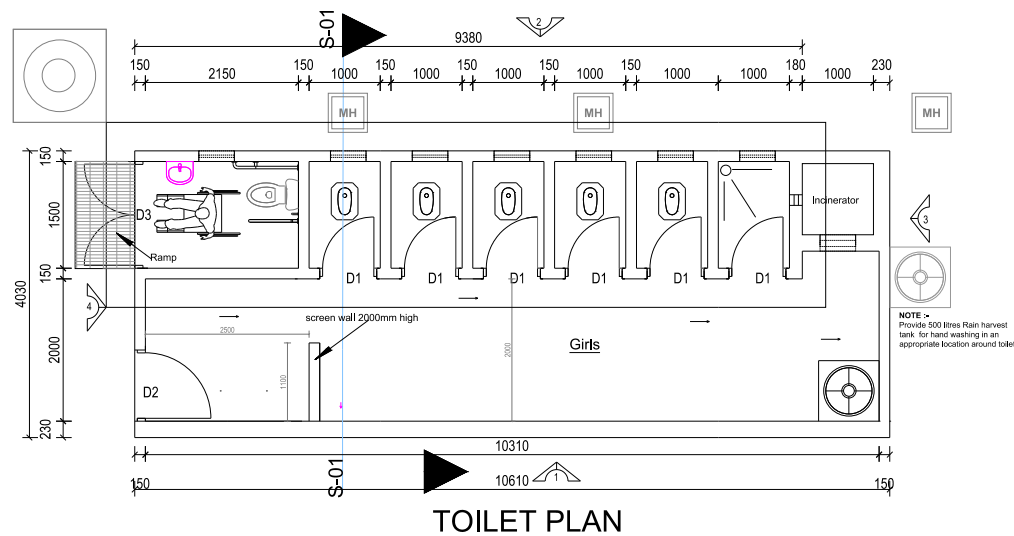 S-01
2
9380
150
2150
150
1000
150
1000
150
1000
150
1000
150
1000
150
1000
180
1000
230
MH
MH
MH
150
1500
150
4030
2000
230
D3
Ramp
Incinerator
3
D1
D1
D1
D1
D1
D1
4
2500
screen wall 2000mm high
2000
1100
Girls
D2
NOTE :-
Provide 500 litres Rain harvest
tank for hand washing in an
appropriate location around toilet
10310
S-01
1
150
10610
150
TOILET PLAN